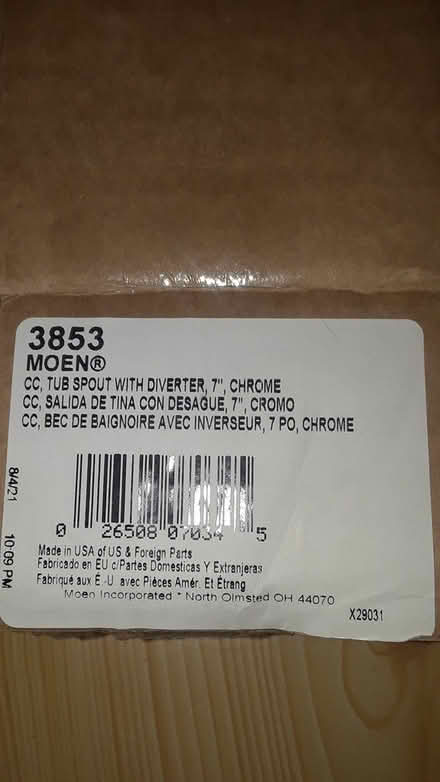 3853
MOEN®
CC, TUB SPOUT WITH DIVERTER, 7", CHROME
CC, SALIDA DE TINA CON DESAGUE, 7", CROMO
CC, BEC DE BAIGNOIRE AVEC INVERSEUR, 7 PO, CHROME
0 26508 07034 5
Made in USA of US & Foreign Parts
Fabricado en EU c/Partes Domesticas Y Extranjeras
Fabriqué aux É.-U. avec Pièces Amér. Et Étrang
Moen Incorporated * North Olmsted OH 44070
X29031
8/4/21 10:09 PM